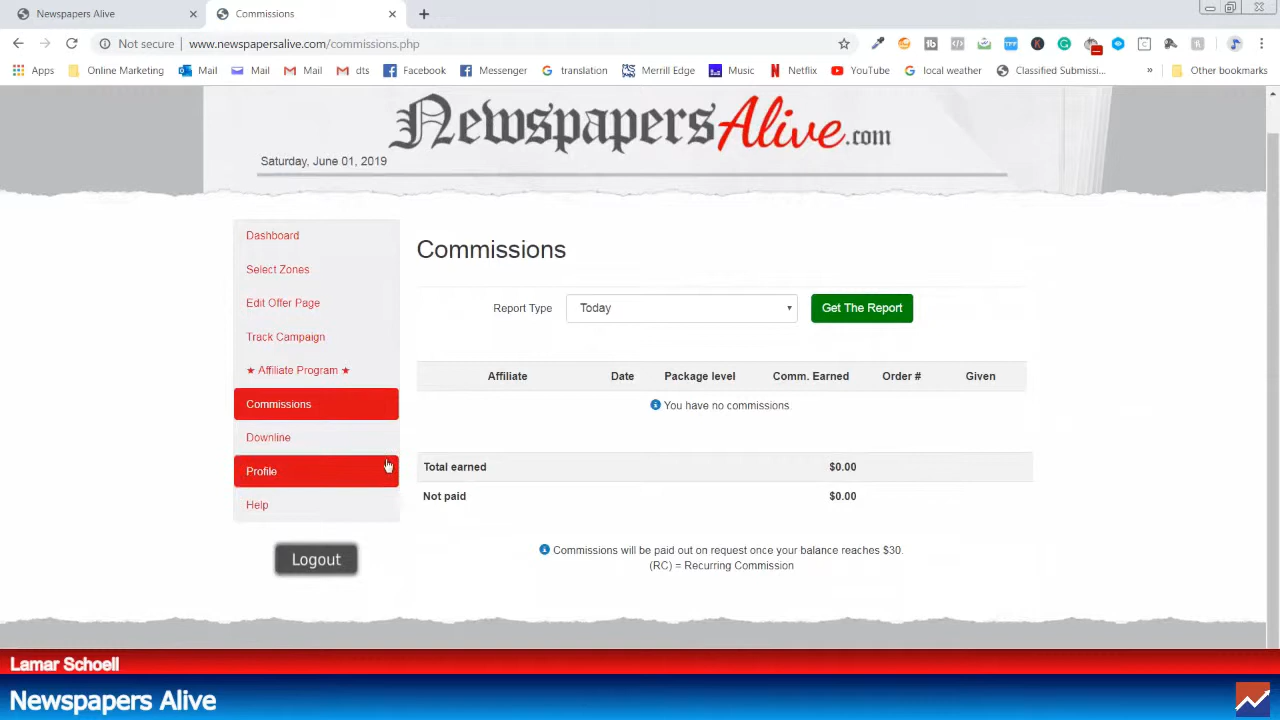 Newspapers Alive
Commissions
Not secure | www.newspapersalive.com/commissions.php
Apps Online Marketing Mail Mail Mail dts Facebook Messenger translation Merrill Edge Music Netflix YouTube local weather Classified Submissi... » Other bookmarks
NewspapersAlive.com
Saturday, June 01, 2019
Dashboard
Select Zones
Edit Offer Page
Track Campaign
★ Affiliate Program ★
Commissions
Downline
Profile
Help
Logout
Commissions
Report Type Today Get The Report
Affiliate Date Package level Comm. Earned Order # Given
You have no commissions
Total earned $0.00
Not paid $0.00
Commissions will be paid out on request once your balance reaches $30.
(RC) = Recurring Commission
Lamar Schoell
Newspapers Alive